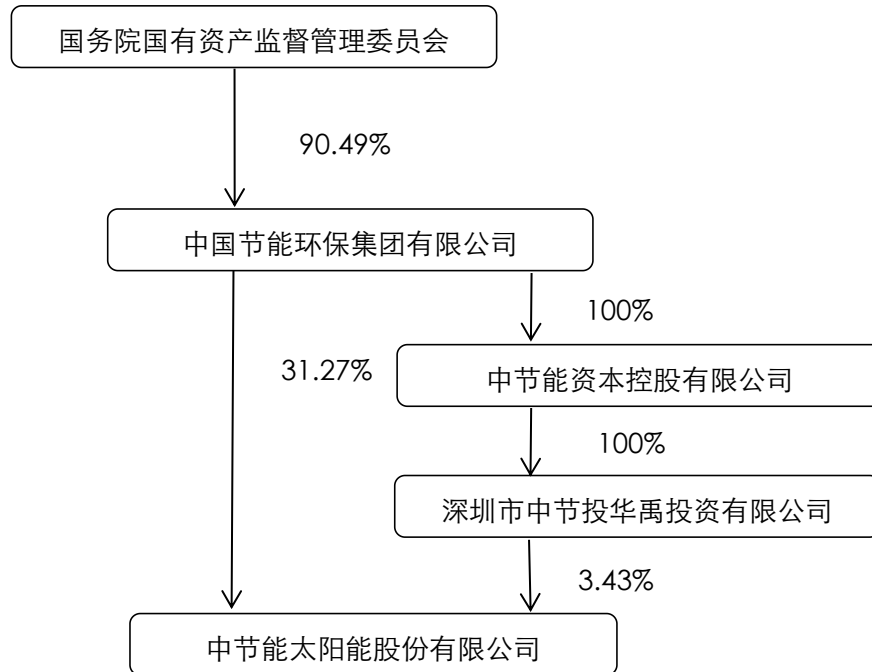 国务院国有资产监督管理委员会
90.49%
中国节能环保集团有限公司
100%
31.27%
中节能资本控股有限公司
100%
深圳市中节投华禹投资有限公司
3.43%
中节能太阳能股份有限公司